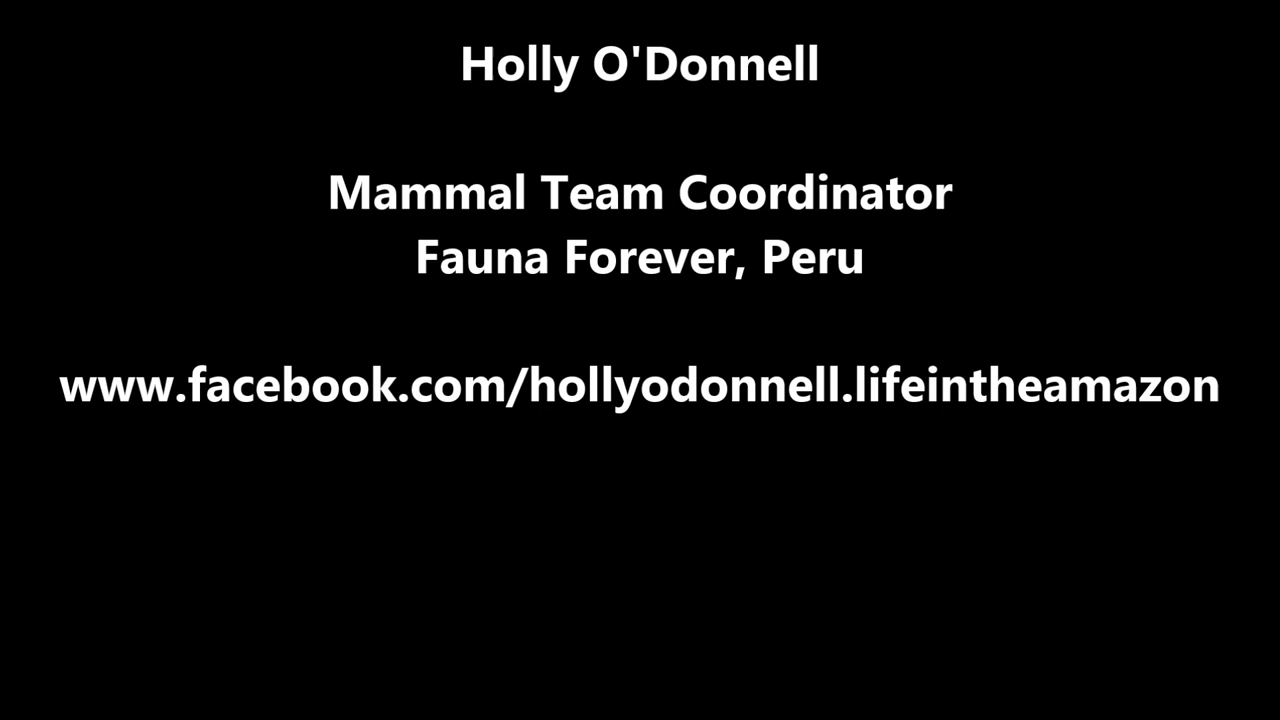 Holly O'Donnell
Mammal Team Coordinator
Fauna Forever, Peru
www.facebook.com/hollyodonnell.lifeintheamazon